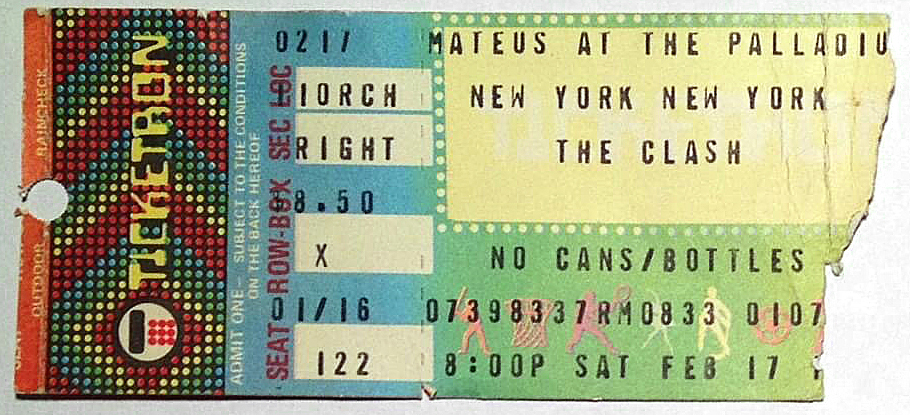 RAINCHECK
OUTDOOR
TICKETRON
ADMIT ONE— SUBJECT TO THE CONDITION
ON THE BACK HEREOF
SEAT ROW-BOX SEC LOC
0217
1ORCH
RIGHT
8.50
X
01/16
122
MATEUS AT THE PALLADIU
NEW YORK NEW YORK
THE CLASH
NO CANS/BOTTLES
07398337RM0833 0107
8:00P SAT FEB 17